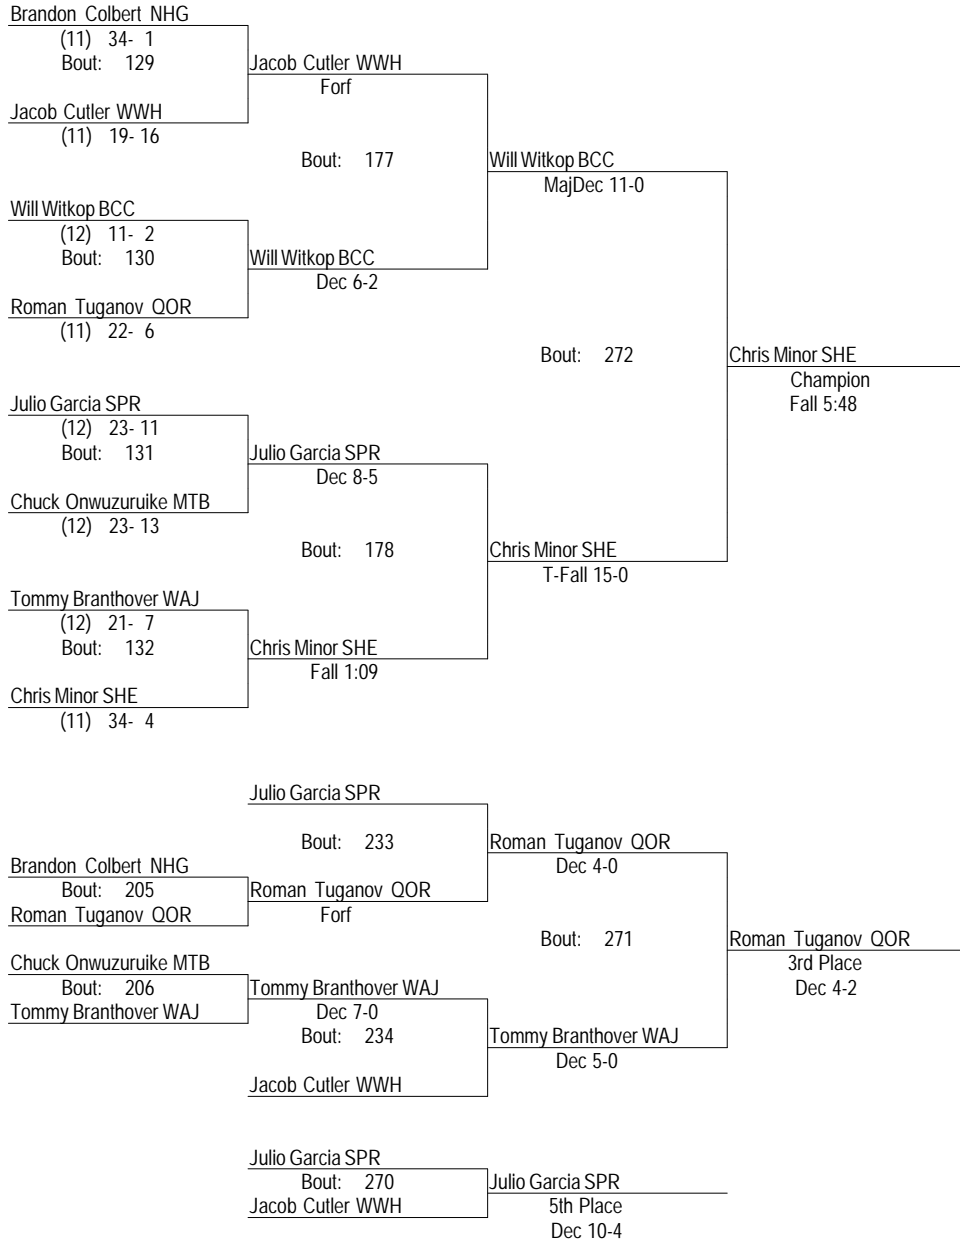 Brandon Colbert NHG
(11) 34- 1
Bout: 129
Jacob Cutler WWH
Forf
Jacob Cutler WWH
(11) 19- 16
Bout: 177
Will Witkop BCC
MajDec 11-0
Will Witkop BCC
(12) 11- 2
Bout: 130
Will Witkop BCC
Dec 6-2
Roman Tuganov QOR
(11) 22- 6
Bout: 272
Chris Minor SHE
Champion
Fall 5:48
Julio Garcia SPR
(12) 23- 11
Bout: 131
Julio Garcia SPR
Dec 8-5
Chuck Onwuzuruike MTB
(12) 23- 13
Bout: 178
Chris Minor SHE
T-Fall 15-0
Tommy Branthover WAJ
(12) 21- 7
Bout: 132
Chris Minor SHE
Fall 1:09
Chris Minor SHE
(11) 34- 4
Julio Garcia SPR
Bout: 233
Roman Tuganov QOR
Dec 4-0
Brandon Colbert NHG
Bout: 205
Roman Tuganov QOR
Roman Tuganov QOR
Forf
Bout: 271
Roman Tuganov QOR
3rd Place
Dec 4-2
Chuck Onwuzuruike MTB
Bout: 206
Tommy Branthover WAJ
Tommy Branthover WAJ
Dec 7-0
Bout: 234
Tommy Branthover WAJ
Dec 5-0
Jacob Cutler WWH
Julio Garcia SPR
Bout: 270
Jacob Cutler WWH
Julio Garcia SPR
5th Place
Dec 10-4